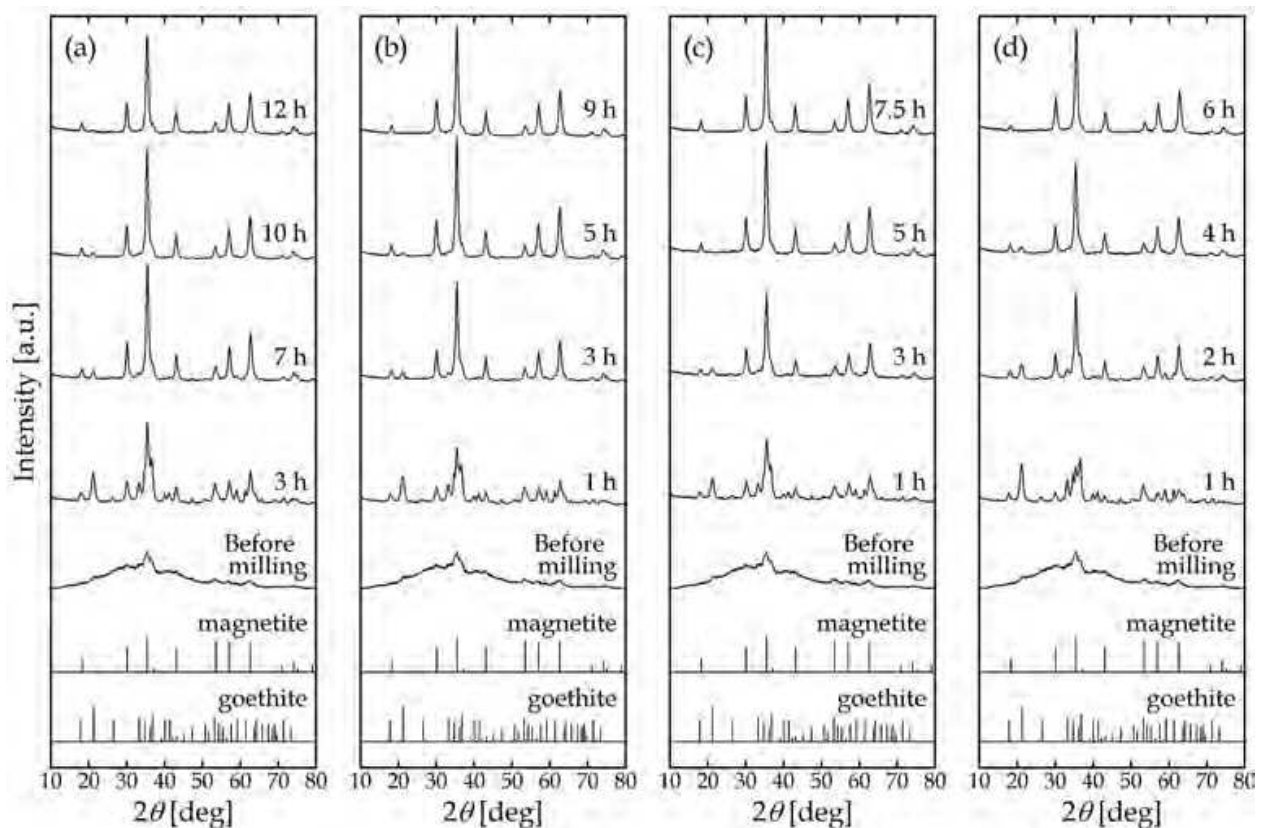 Intensity [a.u.]
(a)
12 h
10 h
7 h
3 h
Before
milling
magnetite
goethite
10 20 30 40 50 60 70 80
2θ [deg]
(b)
9 h
5 h
3 h
1 h
Before
milling
magnetite
goethite
10 20 30 40 50 60 70 80
2θ [deg]
(c)
7.5 h
5 h
3 h
1 h
Before
milling
magnetite
goethite
10 20 30 40 50 60 70 80
2θ [deg]
(d)
6 h
4 h
2 h
1 h
Before
milling
magnetite
goethite
10 20 30 40 50 60 70 80
2θ [deg]